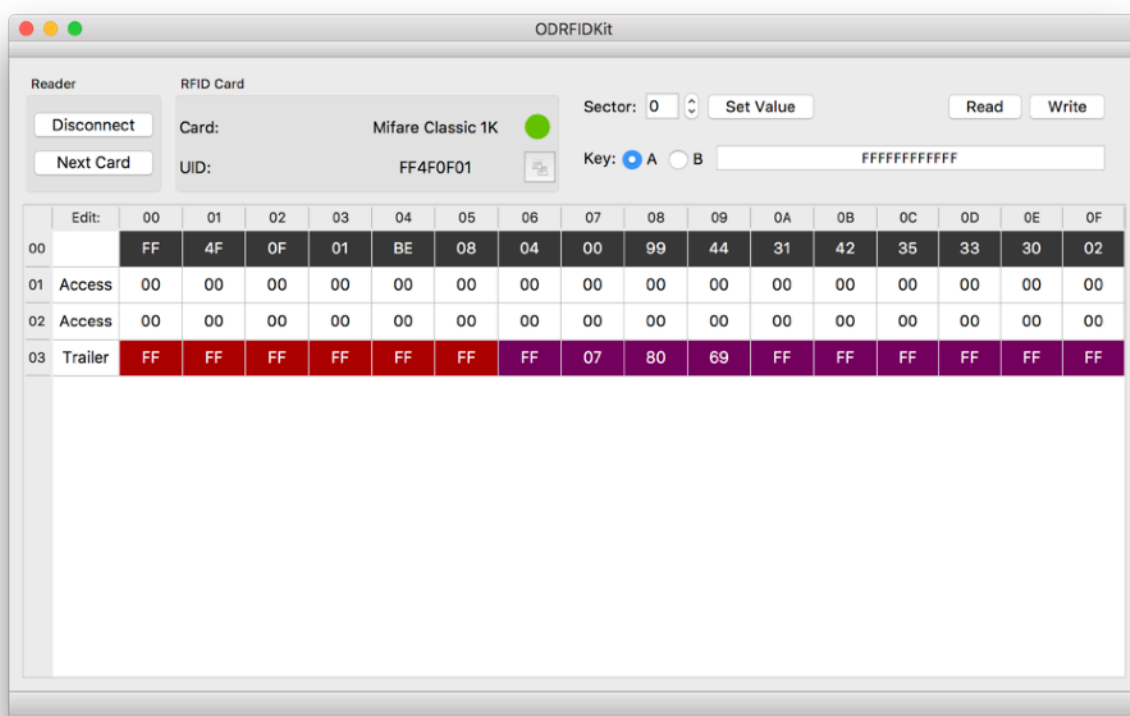 ODRFIDKit
Reader
RFID Card
Disconnect
Next Card
Card: Mifare Classic 1K
UID: FF4F0F01
Sector: 0 Set Value Read Write
Key: A B FFFFFFFFFFFF
Edit: 00 01 02 03 04 05 06 07 08 09 0A 0B 0C 0D 0E 0F
00 FF 4F 0F 01 BE 08 04 00 99 44 31 42 35 33 30 02
01 Access 00 00 00 00 00 00 00 00 00 00 00 00 00 00 00 00
02 Access 00 00 00 00 00 00 00 00 00 00 00 00 00 00 00 00
03 Trailer FF FF FF FF FF FF FF 07 80 69 FF FF FF FF FF FF